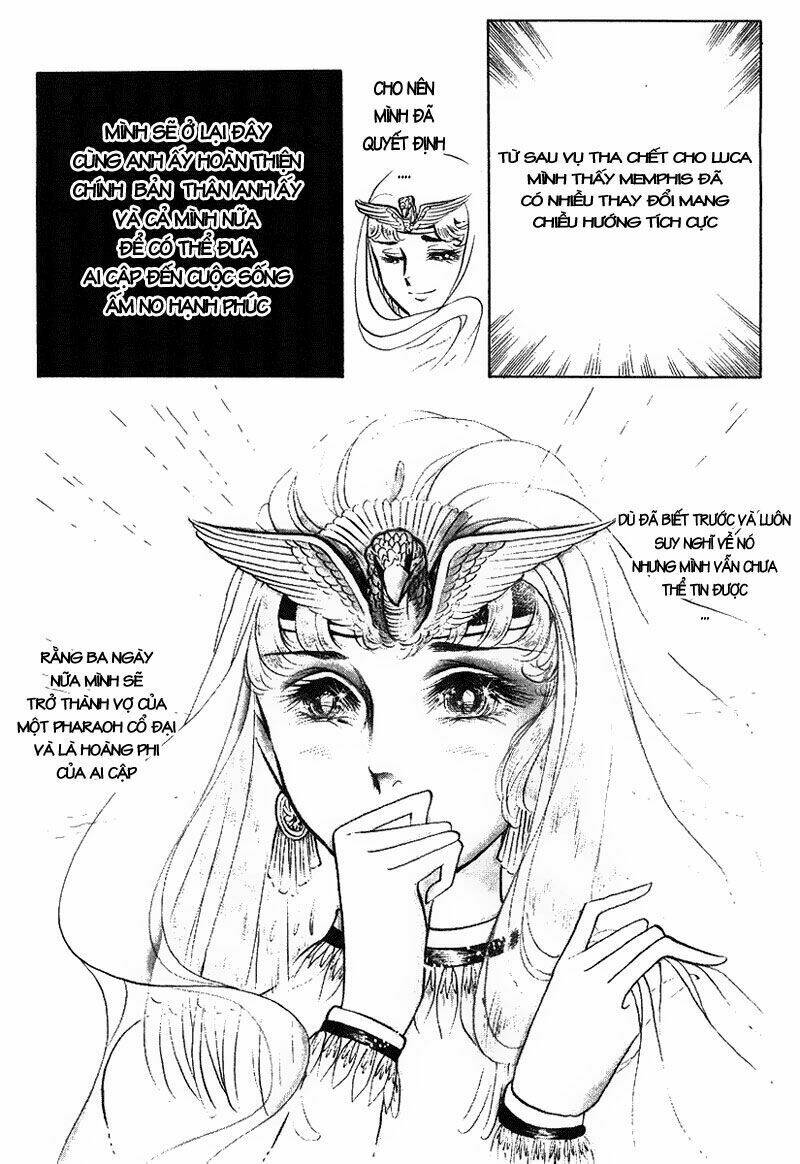 TỪ SAU VỤ THA CHẾT CHO LUCA
MÌNH THẤY MEMPHIS ĐÃ
CÓ NHIỀU THAY ĐỔI MANG
CHIỀU HƯỚNG TÍCH CỰC
CHO NÊN
MÌNH ĐÃ
QUYẾT ĐỊNH
....
MÌNH SẼ Ở LẠI ĐÂY
CÙNG ANH ẤY HOÀN THIỆN
CHÍNH BẢN THÂN ANH ẤY
VÀ CẢ MÌNH NỮA
ĐỂ CÓ THỂ ĐƯA
AI CẬP ĐẾN CUỘC SỐNG
ẤM NO HẠNH PHÚC
DÙ ĐÃ BIẾT TRƯỚC VÀ LUÔN
SUY NGHĨ VỀ NÓ
NHƯNG MÌNH VẪN CHƯA
THỂ TIN ĐƯỢC
...
RẰNG BA NGÀY
NỮA MÌNH SẼ
TRỞ THÀNH VỢ CỦA
MỘT PHARAOH CỔ ĐẠI
VÀ LÀ HOÀNG PHI
CỦA AI CẬP